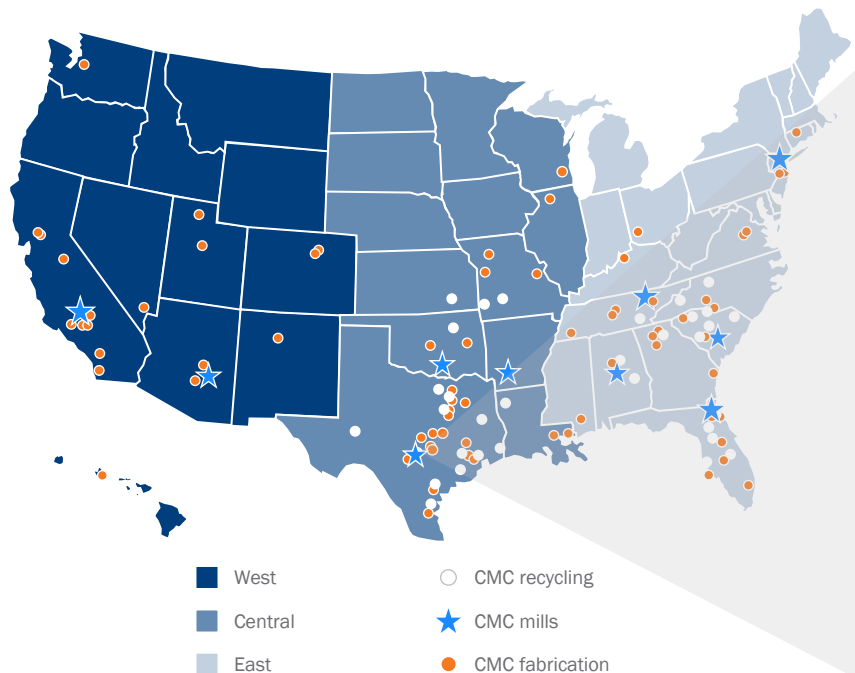 West
CMC recycling
Central
CMC mills
East
CMC fabrication